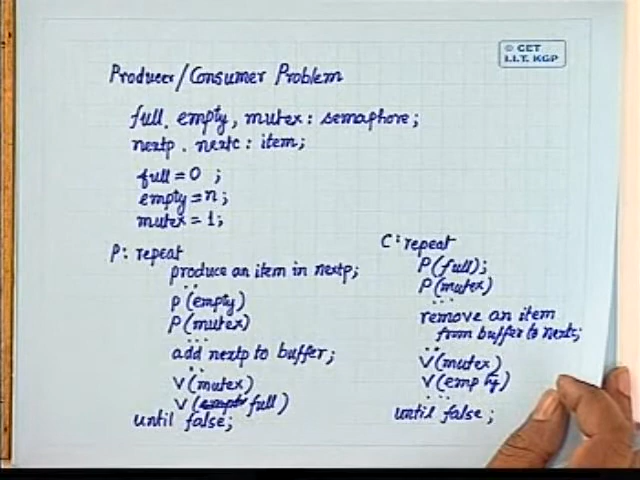 © CET
I.I.T. KGP
Producer/Consumer Problem
full, empty, mutex: semaphore;
nextp, nextc: item;
full = 0 ;
empty = n;
mutex = 1;
P: repeat
produce an item in nextp;
...
P(empty)
P(mutex)
...
add nextp to buffer;
...
V(mutex)
V(full)
until false;
C: repeat
P(full);
P(mutex)
...
remove an item
from buffer to nextc;
...
V(mutex)
V(empty)
...
until false;